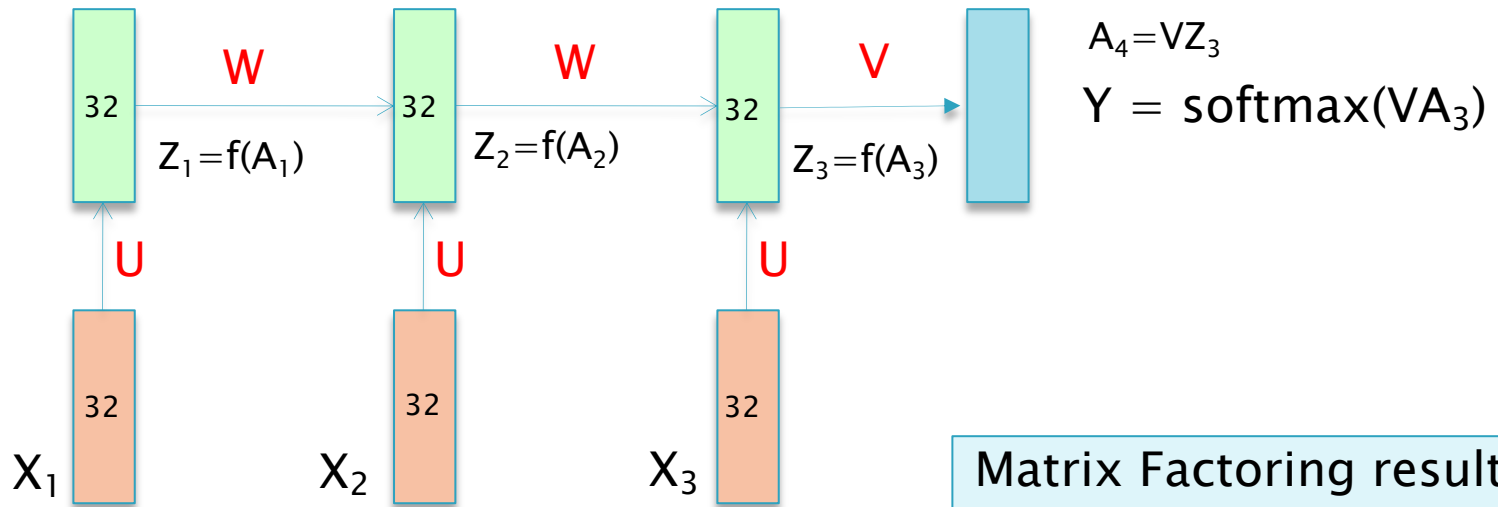 W
W
V
A₄=VZ₃
Y = softmax(VA₃)
32
32
32
Z₁=f(A₁)
Z₂=f(A₂)
Z₃=f(A₃)
U
U
U
32
32
32
X₁
X₂
X₃
Matrix Factoring result